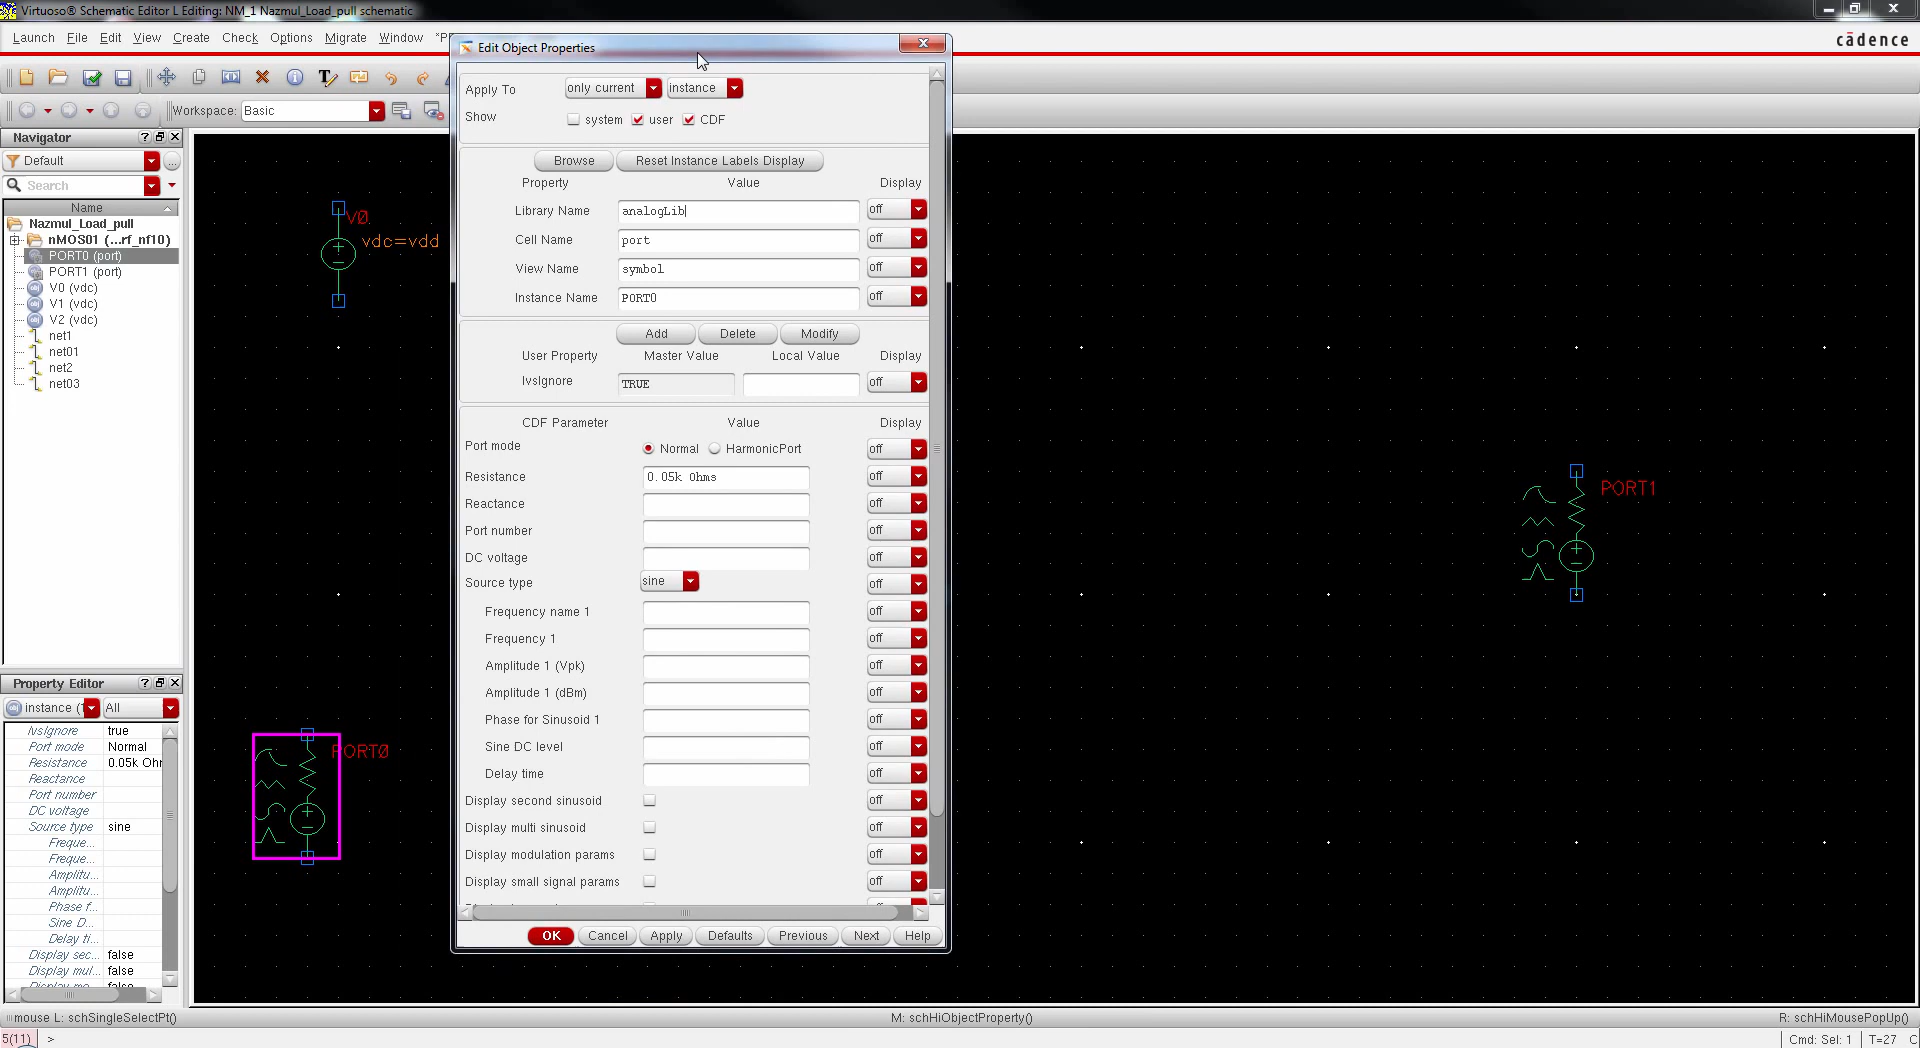 Virtuoso® Schematic Editor L Editing: NM_1 Nazmul_Load_pull schematic
Launch File Edit View Create Check Options Migrate Window
cādence
Workspace: Basic
Navigator
Default
Search
Name
Nazmul_Load_pull
nMOS01 (...rf_nf10)
PORT0 (port)
PORT1 (port)
V0 (vdc)
V1 (vdc)
V2 (vdc)
net1
net01
net2
net03
Property Editor
instance (1 All
lvsIgnore true
Port mode Normal
Resistance 0.05k Ohr
Reactance
Port number
DC voltage
Source type sine
Freque...
Freque...
Amplitu...
Amplitu...
Phase f...
Sine D...
Delay ti...
Display sec... false
Display mul... false
V0
vdc=vdd
PORT0
PORT1
Edit Object Properties
Apply To only current instance
Show system user CDF
Browse Reset Instance Labels Display
Property Value Display
Library Name analogLib off
Cell Name port off
View Name symbol off
Instance Name PORT0 off
Add Delete Modify
User Property Master Value Local Value Display
lvsIgnore TRUE off
CDF Parameter Value Display
Port mode Normal HarmonicPort off
Resistance 0.05k Ohms off
Reactance off
Port number off
DC voltage off
Source type sine off
Frequency name 1 off
Frequency 1 off
Amplitude 1 (Vpk) off
Amplitude 1 (dBm) off
Phase for Sinusoid 1 off
Sine DC level off
Delay time off
Display second sinusoid off
Display multi sinusoid off
Display modulation params off
Display small signal params off
OK Cancel Apply Defaults Previous Next Help
mouse L: schSingleSelectPt() M: schHiObjectProperty() R: schHiMousePopUp()
5(11) > Cmd: Sel: 1 T=27 C